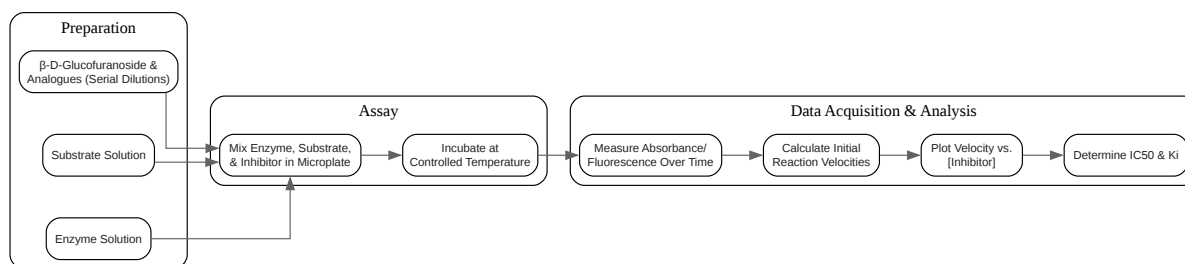 Preparation
β-D-Glucofuranoside &
Analogues (Serial Dilutions)
Substrate Solution
Enzyme Solution
Assay
Mix Enzyme, Substrate,
& Inhibitor in Microplate
Incubate at
Controlled Temperature
Data Acquisition & Analysis
Measure Absorbance/
Fluorescence Over Time
Calculate Initial
Reaction Velocities
Plot Velocity vs.
[Inhibitor]
Determine IC50 & Ki